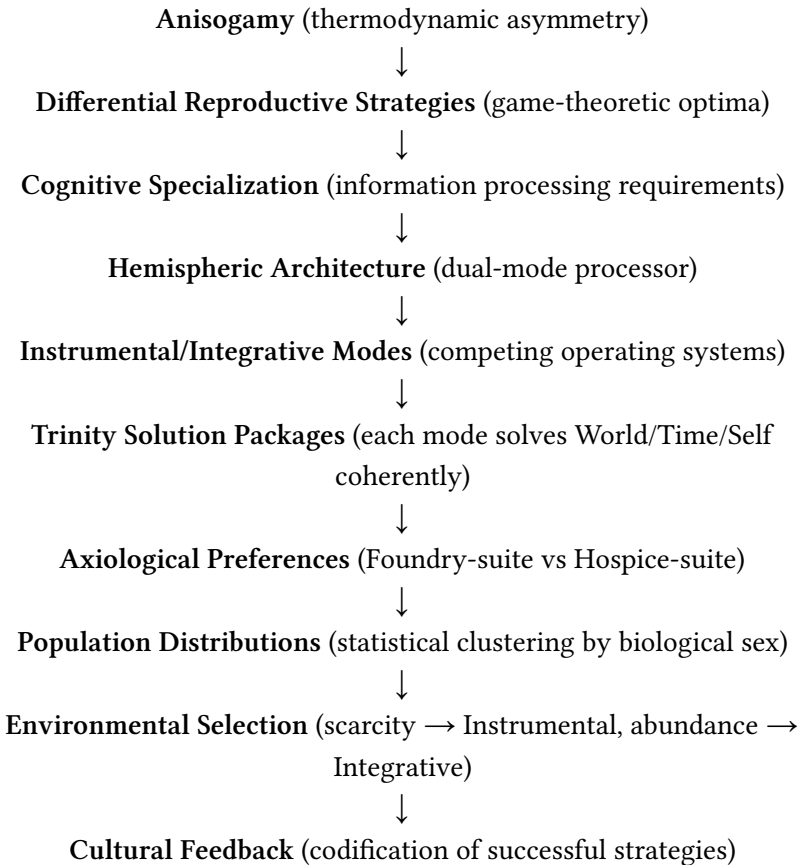 Anisogamy (thermodynamic asymmetry)
↓
Differential Reproductive Strategies (game-theoretic optima)
↓
Cognitive Specialization (information processing requirements)
↓
Hemispheric Architecture (dual-mode processor)
↓
Instrumental/Integrative Modes (competing operating systems)
↓
Trinity Solution Packages (each mode solves World/Time/Self
coherently)
↓
Axiological Preferences (Foundry-suite vs Hospice-suite)
↓
Population Distributions (statistical clustering by biological sex)
↓
Environmental Selection (scarcity → Instrumental, abundance →
Integrative)
↓
Cultural Feedback (codification of successful strategies)